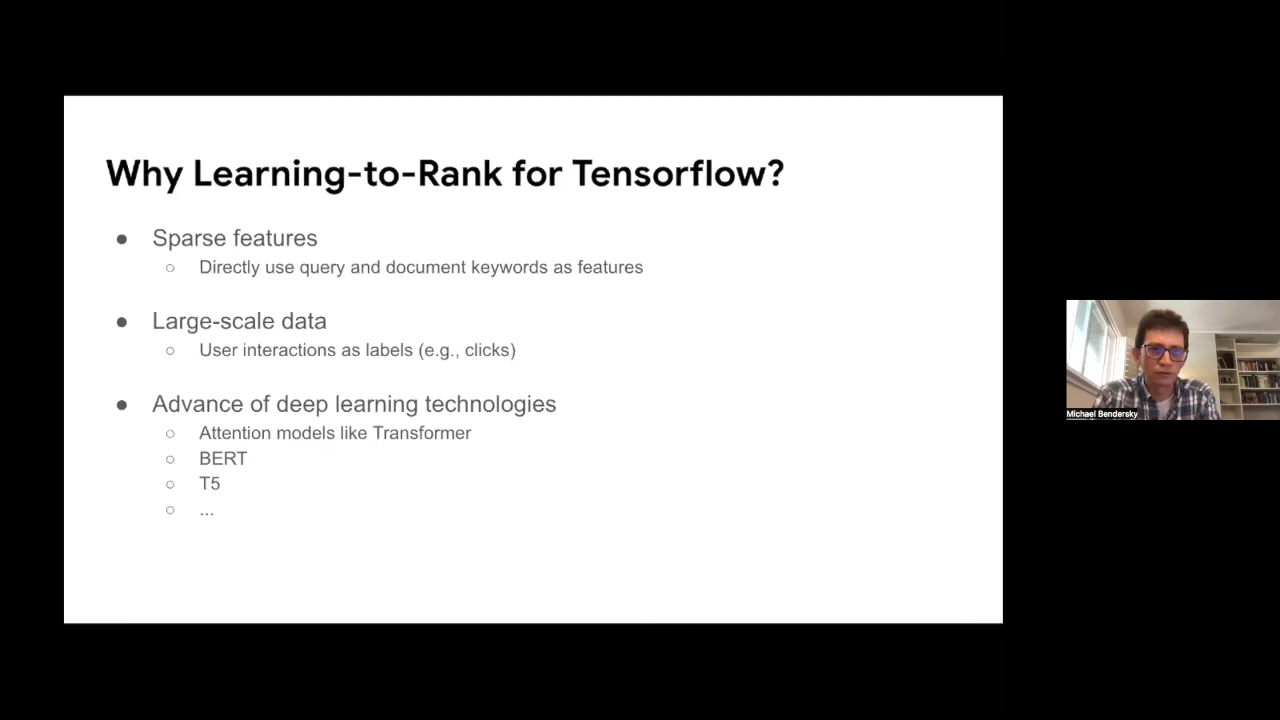 Why Learning-to-Rank for Tensorflow?
● Sparse features
○ Directly use query and document keywords as features
● Large-scale data
○ User interactions as labels (e.g., clicks)
● Advance of deep learning technologies
○ Attention models like Transformer
○ BERT
○ T5
○ ...
Michael Bendersky